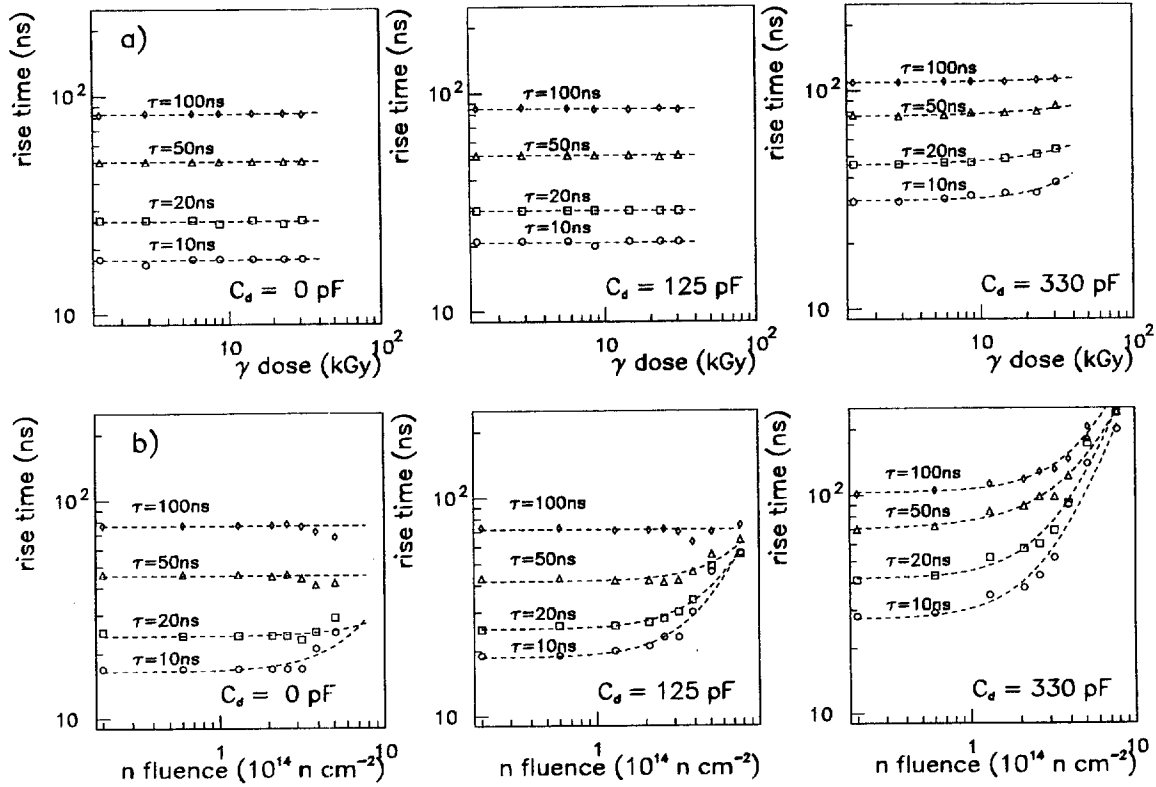 a)
rise time (ns)
10²
10
τ=100ns
τ=50ns
τ=20ns
τ=10ns
C_d = 0 pF
10
10²
γ dose (kGy)
rise time (ns)
10²
10
τ=100ns
τ=50ns
τ=20ns
τ=10ns
C_d = 125 pF
10
10²
γ dose (kGy)
rise time (ns)
10²
10
τ=100ns
τ=50ns
τ=20ns
τ=10ns
C_d = 330 pF
10
10²
γ dose (kGy)
b)
rise time (ns)
10²
10
τ=100ns
τ=50ns
τ=20ns
τ=10ns
C_d = 0 pF
1
10
n fluence (10¹⁴ n cm⁻²)
rise time (ns)
10²
10
τ=100ns
τ=50ns
τ=20ns
τ=10ns
C_d = 125 pF
1
10
n fluence (10¹⁴ n cm⁻²)
rise time (ns)
10²
10
τ=100ns
τ=50ns
τ=20ns
τ=10ns
C_d = 330 pF
1
10
n fluence (10¹⁴ n cm⁻²)